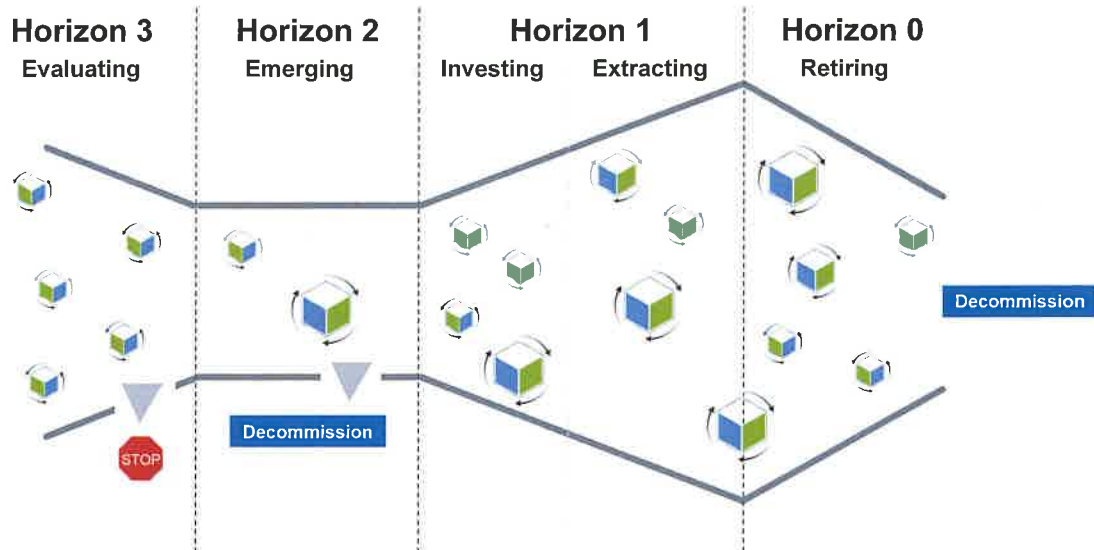 Horizon 3
Evaluating
Horizon 2
Emerging
Horizon 1
Investing
Extracting
Horizon 0
Retiring
Decommission
Decommission
STOP